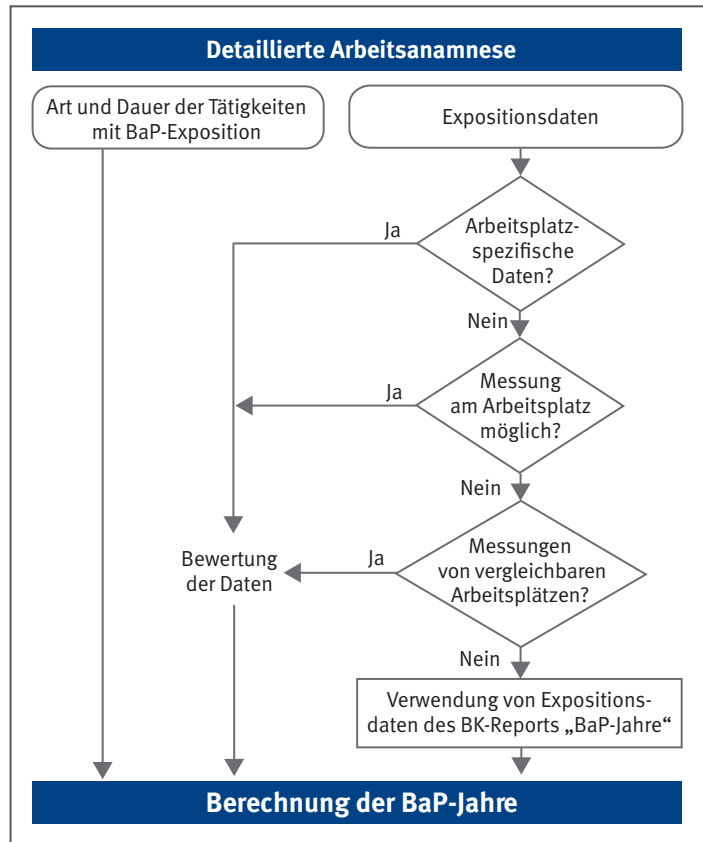 Detaillierte Arbeitsanamnese
Art und Dauer der Tätigkeiten
mit BaP-Exposition
Expositionsdaten
Ja
Arbeitsplatz-
spezifische
Daten?
Nein
Ja
Messung
am Arbeitsplatz
möglich?
Nein
Bewertung
der Daten
Ja
Messungen
von vergleichbaren
Arbeitsplätzen?
Nein
Verwendung von Expositions-
daten des BK-Reports „BaP-Jahre“
Berechnung der BaP-Jahre